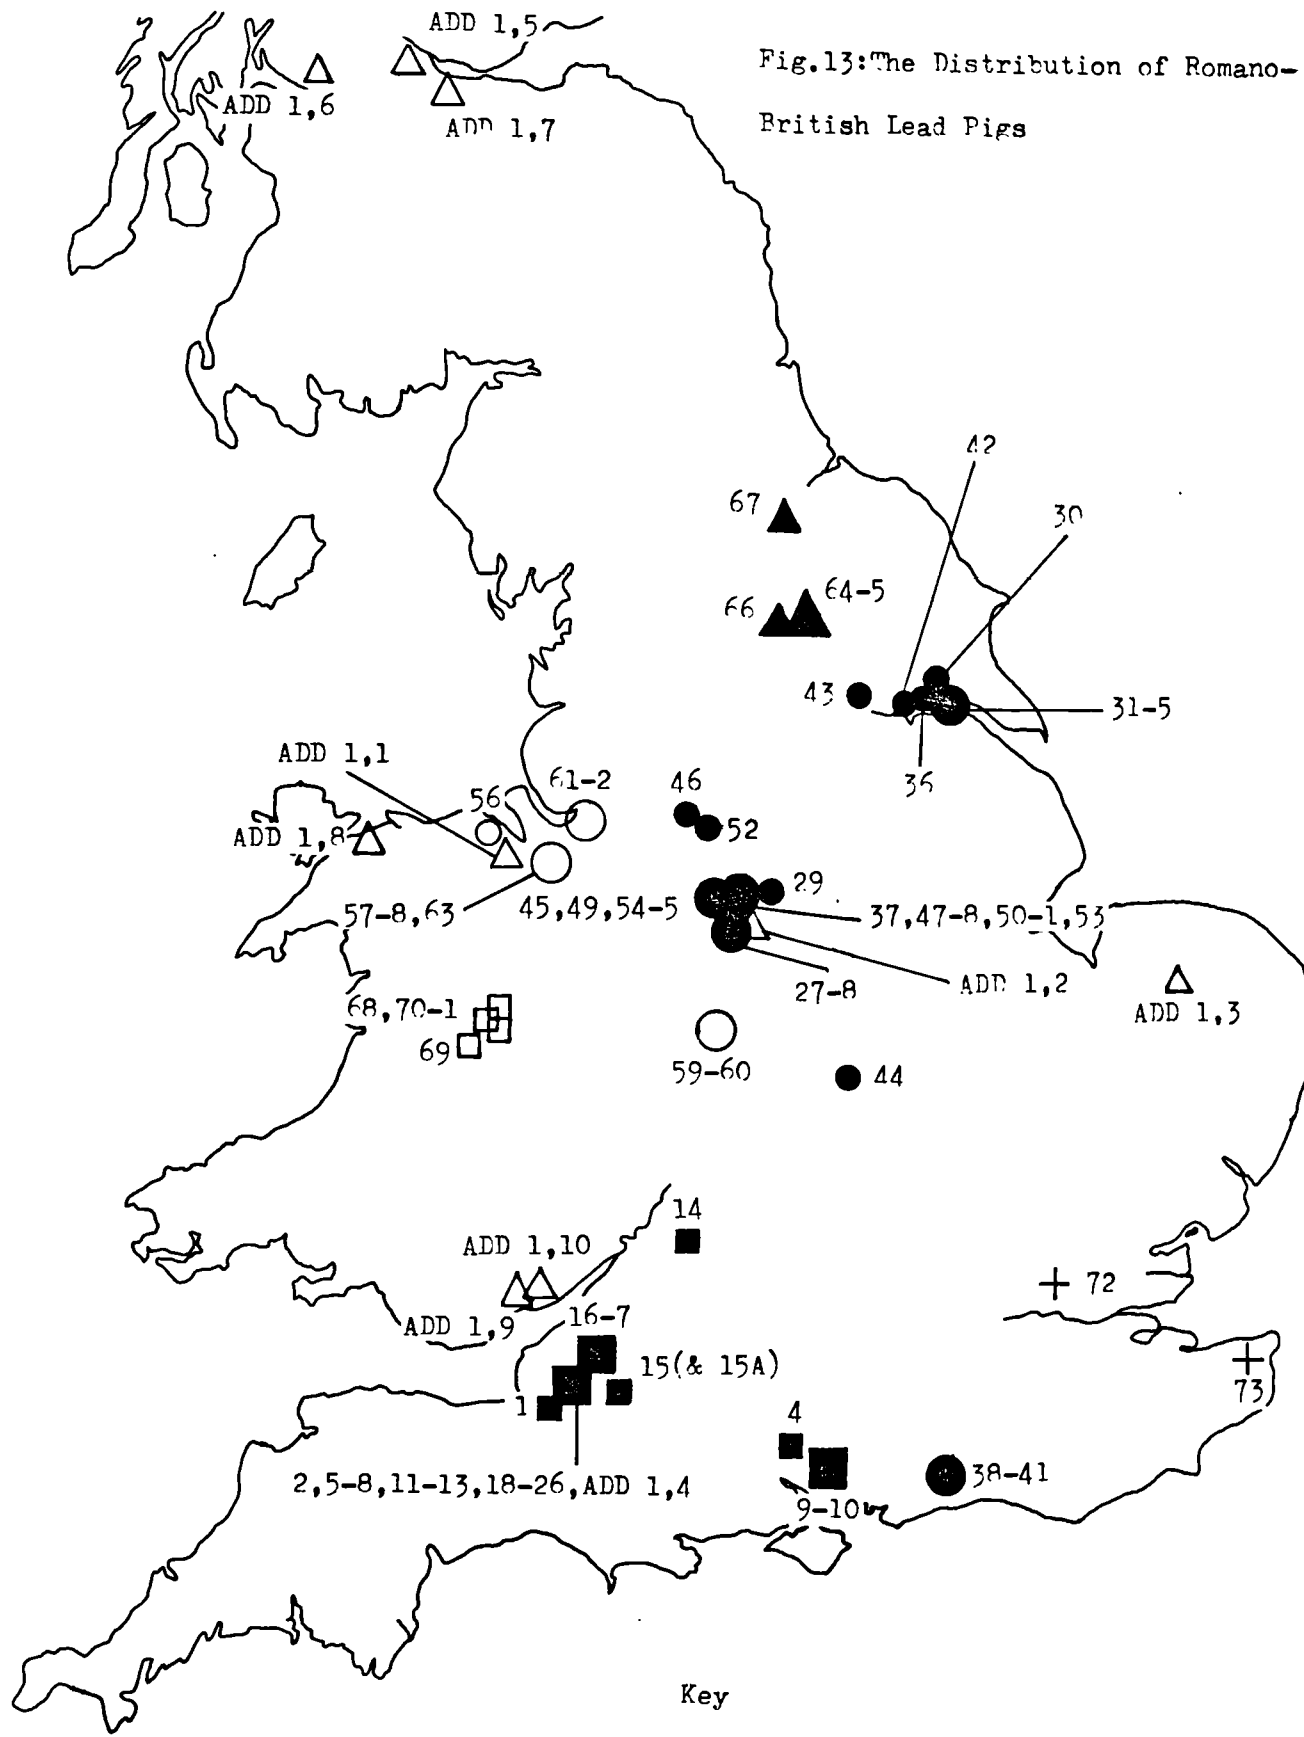 ADD 1,5
Fig.13:The Distribution of Romano-
British Lead Pigs
ADD 1,6
ADD 1,7
42
30
67
64-5
66
43
31-5
36
ADD 1,1
56
61-2
46
52
ADD 1,8
29
57-8,63
45,49,54-5
37,47-8,50-1,53
27-8
ADD 1,2
ADD 1,3
68,70-1
69
59-60
44
14
ADD 1,10
72
ADD 1,9
16-7
15(& 15A)
73
1
4
2,5-8,11-13,18-26,ADD 1,4
38-41
9-10
Key